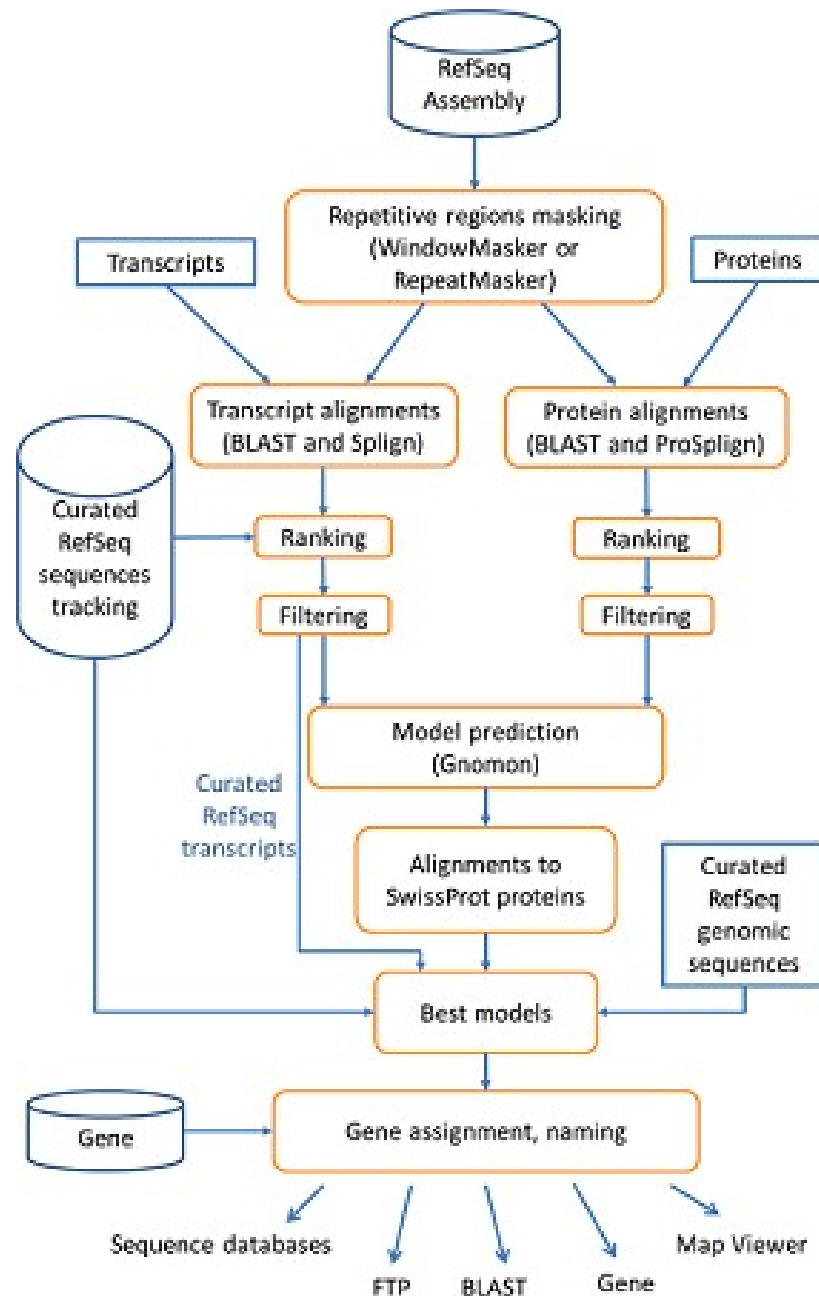 RefSeq
Assembly
Repetitive regions masking
(WindowMasker or
RepeatMasker)
Transcripts
Proteins
Transcript alignments
(BLAST and Splign)
Protein alignments
(BLAST and ProSplign)
Curated
RefSeq
sequences
tracking
Ranking
Ranking
Filtering
Filtering
Model prediction
(Gnomon)
Curated
RefSeq
transcripts
Alignments to
SwissProt proteins
Curated
RefSeq
genomic
sequences
Best models
Gene
Gene assignment, naming
Sequence databases
FTP
BLAST
Gene
Map Viewer